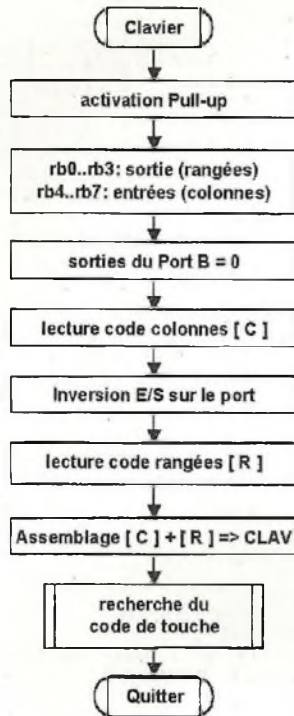 Clavier
activation Pull-up
rb0..rb3: sortie (rangées)
rb4..rb7: entrées (colonnes)
sorties du Port B = 0
lecture code colonnes [ C ]
Inversion E/S sur le port
lecture code rangées [ R ]
Assemblage [ C ] + [ R ] => CLAV
recherche du
code de touche
Quitter